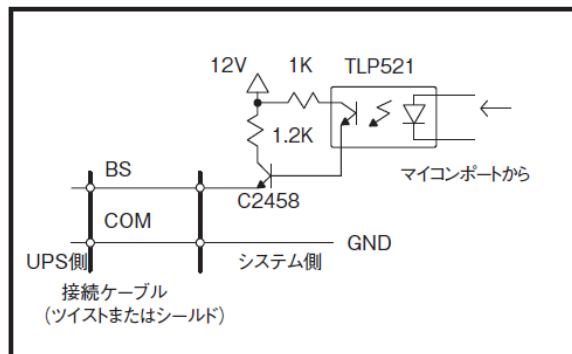 12V
1K
TLP521
1.2K
BS
C2458
マイコンポートから
COM
GND
UPS側
システム側
接続ケーブル
(ツイストまたはシールド)